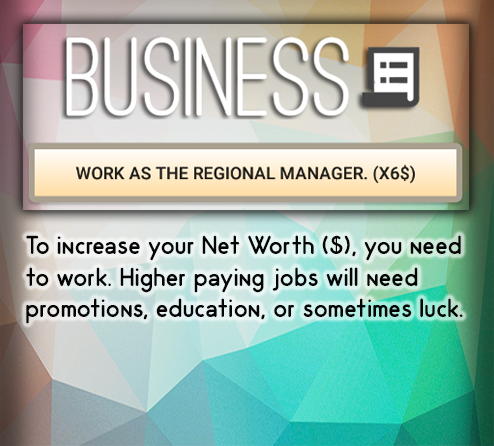 BUSINESS
WORK AS THE REGIONAL MANAGER. (X6$)
To increase your Net Worth ($), you need
to work. Higher paying jobs will need
promotions, education, or sometimes luck.